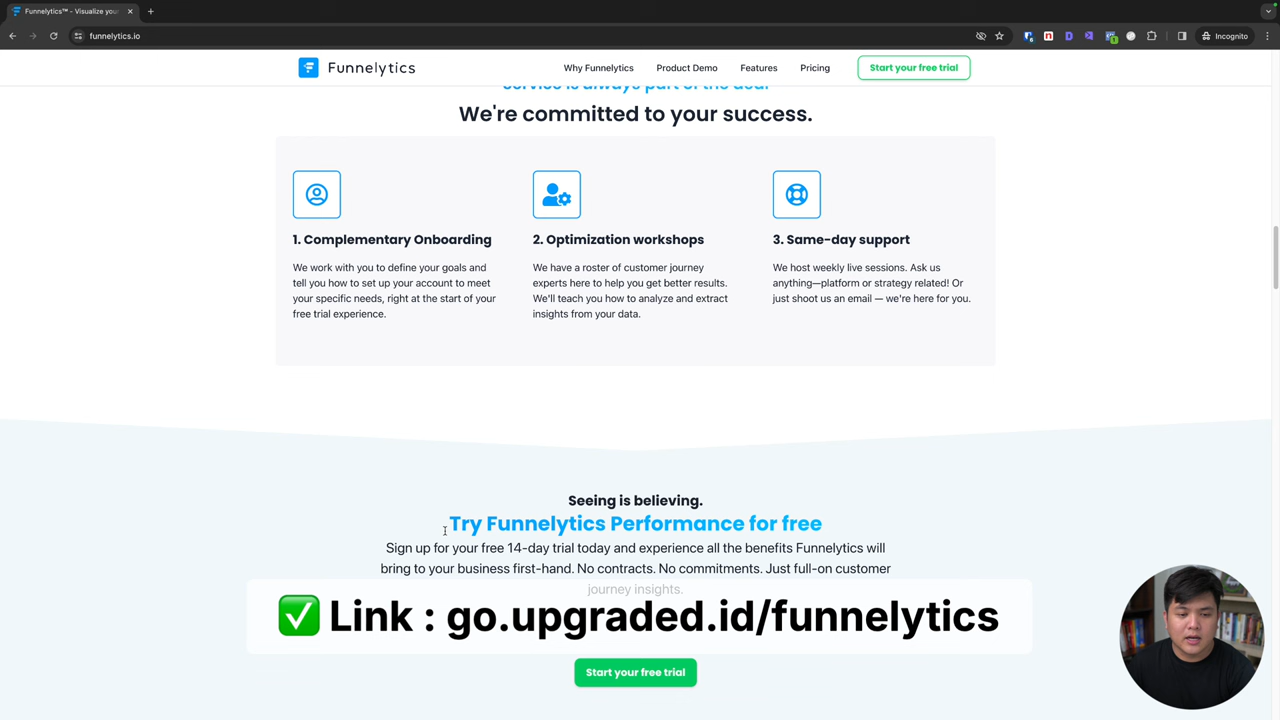 Funnelytics™ - Visualize you
funnelytics.io
Incognito
Funnelytics
Why Funnelytics
Product Demo
Features
Pricing
Start your free trial
Service is always part of the deal
We're committed to your success.
1. Complementary Onboarding
We work with you to define your goals and
tell you how to set up your account to meet
your specific needs, right at the start of your
free trial experience.
2. Optimization workshops
We have a roster of customer journey
experts here to help you get better results.
We'll teach you how to analyze and extract
insights from your data.
3. Same-day support
We host weekly live sessions. Ask us
anything—platform or strategy related! Or
just shoot us an email — we're here for you.
Seeing is believing.
Try Funnelytics Performance for free
Sign up for your free 14-day trial today and experience all the benefits Funnelytics will
bring to your business first-hand. No contracts. No commitments. Just full-on customer
journey insights.
✅ Link : go.upgraded.id/funnelytics
Start your free trial